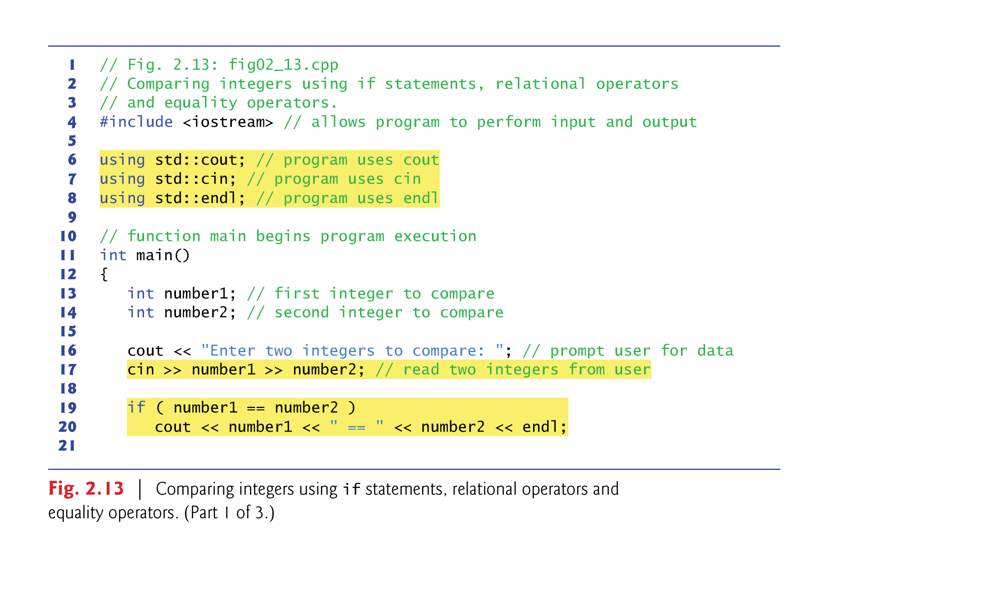 1 // Fig. 2.13: fig02_13.cpp
2 // Comparing integers using if statements, relational operators
3 // and equality operators.
4 #include <iostream> // allows program to perform input and output
5
6 using std::cout; // program uses cout
7 using std::cin; // program uses cin
8 using std::endl; // program uses endl
9
10 // function main begins program execution
11 int main()
12 {
13    int number1; // first integer to compare
14    int number2; // second integer to compare
15
16    cout << "Enter two integers to compare: "; // prompt user for data
17    cin >> number1 >> number2; // read two integers from user
18
19    if ( number1 == number2 )
20       cout << number1 << " == " << number2 << endl;
21
Fig. 2.13 | Comparing integers using if statements, relational operators and
equality operators. (Part 1 of 3.)